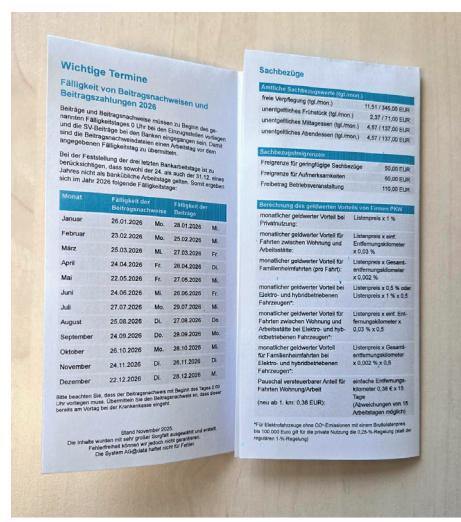 Wichtige Termine
Fälligkeit von Beitragsnachweisen und
Beitragszahlungen 2026
Beiträge und Beitragsnachweise müssen zu Beginn des ge-
nannten Fälligkeitstages 0 Uhr bei den Einzugsstellen vorliegen
und die SV-Beiträge bei den Banken eingegangen sein. Damit
sind die Beitragsnachweisdateien einen Arbeitstag vor dem
angegebenen Fälligkeitstag zu übermitteln.
Bei der Feststellung der drei letzten Bankarbeitstage ist zu
berücksichtigen, dass sowohl der 24. als auch der 31.12. eines
Jahres nicht als bankübliche Arbeitstage gelten. Somit ergeben
sich im Jahr 2026 folgende Fälligkeitstage:
Monat Fälligkeit der Beitragsnachweise Fälligkeit der Beiträge
Januar 26.01.2026 Mo. 28.01.2026 Mi.
Februar 23.02.2026 Mo. 25.02.2026 Mi.
März 25.03.2026 Mi. 27.03.2026 Fr.
April 24.04.2026 Fr. 28.04.2026 Di.
Mai 22.05.2026 Fr. 27.05.2026 Mi.
Juni 24.06.2026 Mi. 26.06.2026 Fr.
Juli 27.07.2026 Mo. 29.07.2026 Mi.
August 25.08.2026 Di. 27.08.2026 Do.
September 24.09.2026 Do. 28.09.2026 Mo.
Oktober 26.10.2026 Mo. 28.10.2026 Mi.
November 24.11.2026 Di. 26.11.2026 Di.
Dezember 22.12.2026 Di. 28.12.2026 M.
Bitte beachten Sie, dass der Beitragsnachweis mit Beginn des Tages 0:00
Uhr vorliegen muss. Übermitteln Sie den Beitragsnachweis so, dass dieser
bereits am Vortag bei der Krankenkasse eingeht.
Stand November 2025.
Die Inhalte wurden mit sehr großer Sorgfalt ausgewählt und erstellt.
Fehlerfreiheit können wir jedoch nicht garantieren.
Die System AG@data haftet nicht für Fehler.
Sachbezüge
Amtliche Sachbezugswerte (tgl./mon.)
freie Verpflegung (tgl./mon.) 11,51 / 345,00 EUR
unentgeltliches Frühstück (tgl./mon.) 2,37 / 71,00 EUR
unentgeltliches Mittagessen (tgl./mon.) 4,57 / 137,00 EUR
unentgeltliches Abendessen (tgl./mon.) 4,57 / 137,00 EUR
Sachbezugsfreigrenzen
Freigrenze für geringfügige Sachbezüge 50,00 EUR
Freigrenze für Aufmerksamkeiten 60,00 EUR
Freibetrag Betriebsveranstaltung 110,00 EUR
Berechnung des geldwerten Vorteils von Firmen PKW
monatlicher geldwerter Vorteil bei Listenpreis x 1 %
Privatnutzung:
monatlicher geldwerter Vorteil für Listenpreis x einf.
Fahrten zwischen Wohnung und Entfernungskilometer
Arbeitsstätte: x 0,03 %
monatlicher geldwerter Vorteil für Listenpreis x Gesamt-
Familienheimfahrten (pro Fahrt): entfernungskilometer
x 0,002 %
monatlicher geldwerter Vorteil bei Listenpreis x 0,5 % oder
Elektro- und hybridbetriebenen Listenpreis x 1 % x 0,5
Fahrzeugen*:
monatlicher geldwerter Vorteil für Listenpreis x einf. Ent-
Fahrten zwischen Wohnung und fernungskilometer x
Arbeitsstätte bei Elektro- und hyb- 0,03 % x 0,5
ridbetriebenen Fahrzeugen*:
monatlicher geldwerter Vorteil Listenpreis x Gesamt-
für Familienheimfahrten bei entfernungskilometer
Elektro- und hybridbetriebenen x 0,002 % x 0,5
Fahrzeugen*:
Pauschal versteuerbarer Anteil für einfache Entfernungs-
Fahrten Wohnung/Arbeit kilometer 0,38 € x 15
Tage
(neu ab 1. km: 0,38 EUR): (Abweichungen von 15
Arbeitstagen möglich)
*Für Elektrofahrzeuge ohne CO²-Emissionen mit einem Bruttolistenpreis
bis 100.000 Euro gilt für die private Nutzung die 0,25-%-Regelung (statt der
regulären 1-%-Regelung)